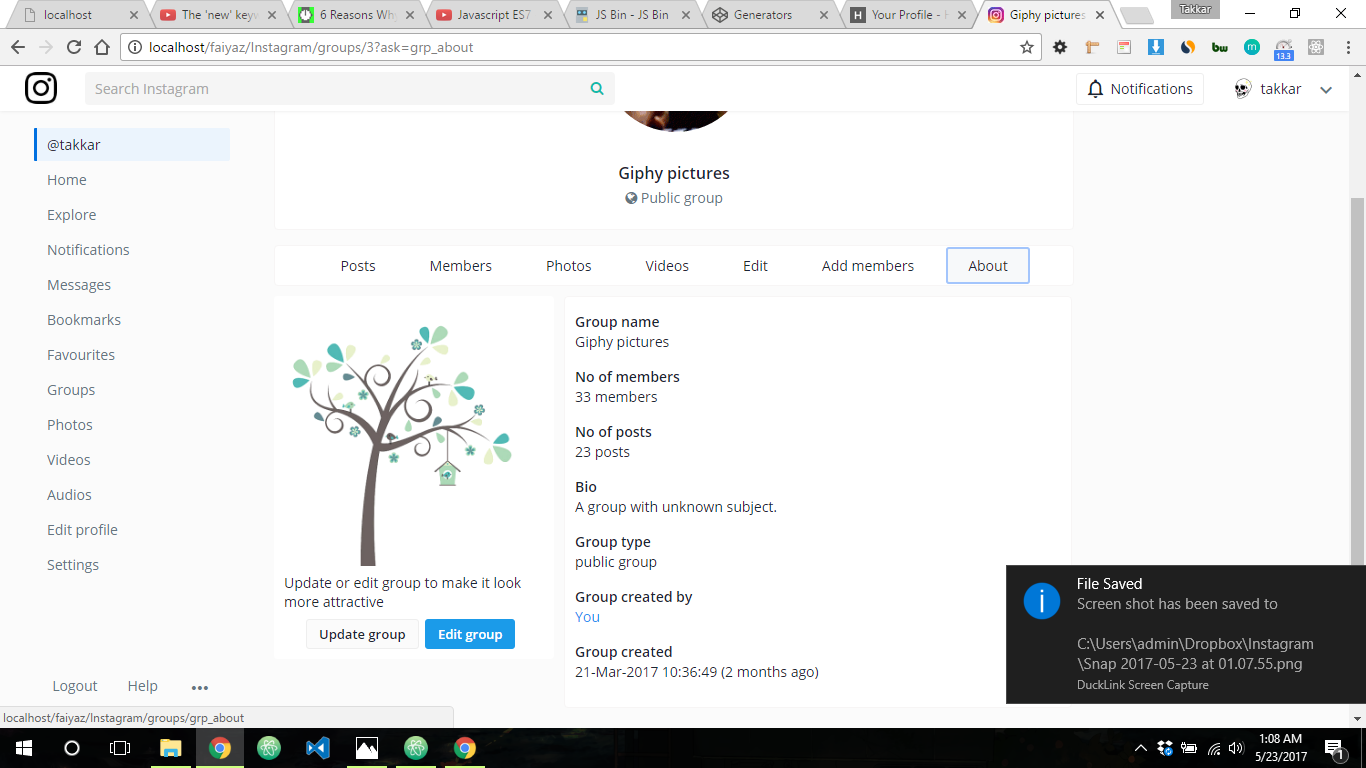 localhost
The 'new' keyw
6 Reasons Why
Javascript ES7
JS Bin - JS Bin
Generators
Your Profile - H
Giphy pictures
Takkar
localhost/faiyaz/Instagram/groups/3?ask=grp_about
bw
m
13.3
Search Instagram
Notifications
takkar
@takkar
Home
Explore
Notifications
Messages
Bookmarks
Favourites
Groups
Photos
Videos
Audios
Edit profile
Settings
Logout
Help
Giphy pictures
Public group
Posts
Members
Photos
Videos
Edit
Add members
About
Update or edit group to make it look
more attractive
Update group
Edit group
Group name
Giphy pictures
No of members
33 members
No of posts
23 posts
Bio
A group with unknown subject.
Group type
public group
Group created by
You
Group created
21-Mar-2017 10:36:49 (2 months ago)
File Saved
Screen shot has been saved to
C:\Users\admin\Dropbox\Instagram
\Snap 2017-05-23 at 01.07.55.png
DuckLink Screen Capture
localhost/faiyaz/Instagram/groups/grp_about
1:08 AM
5/23/2017
1